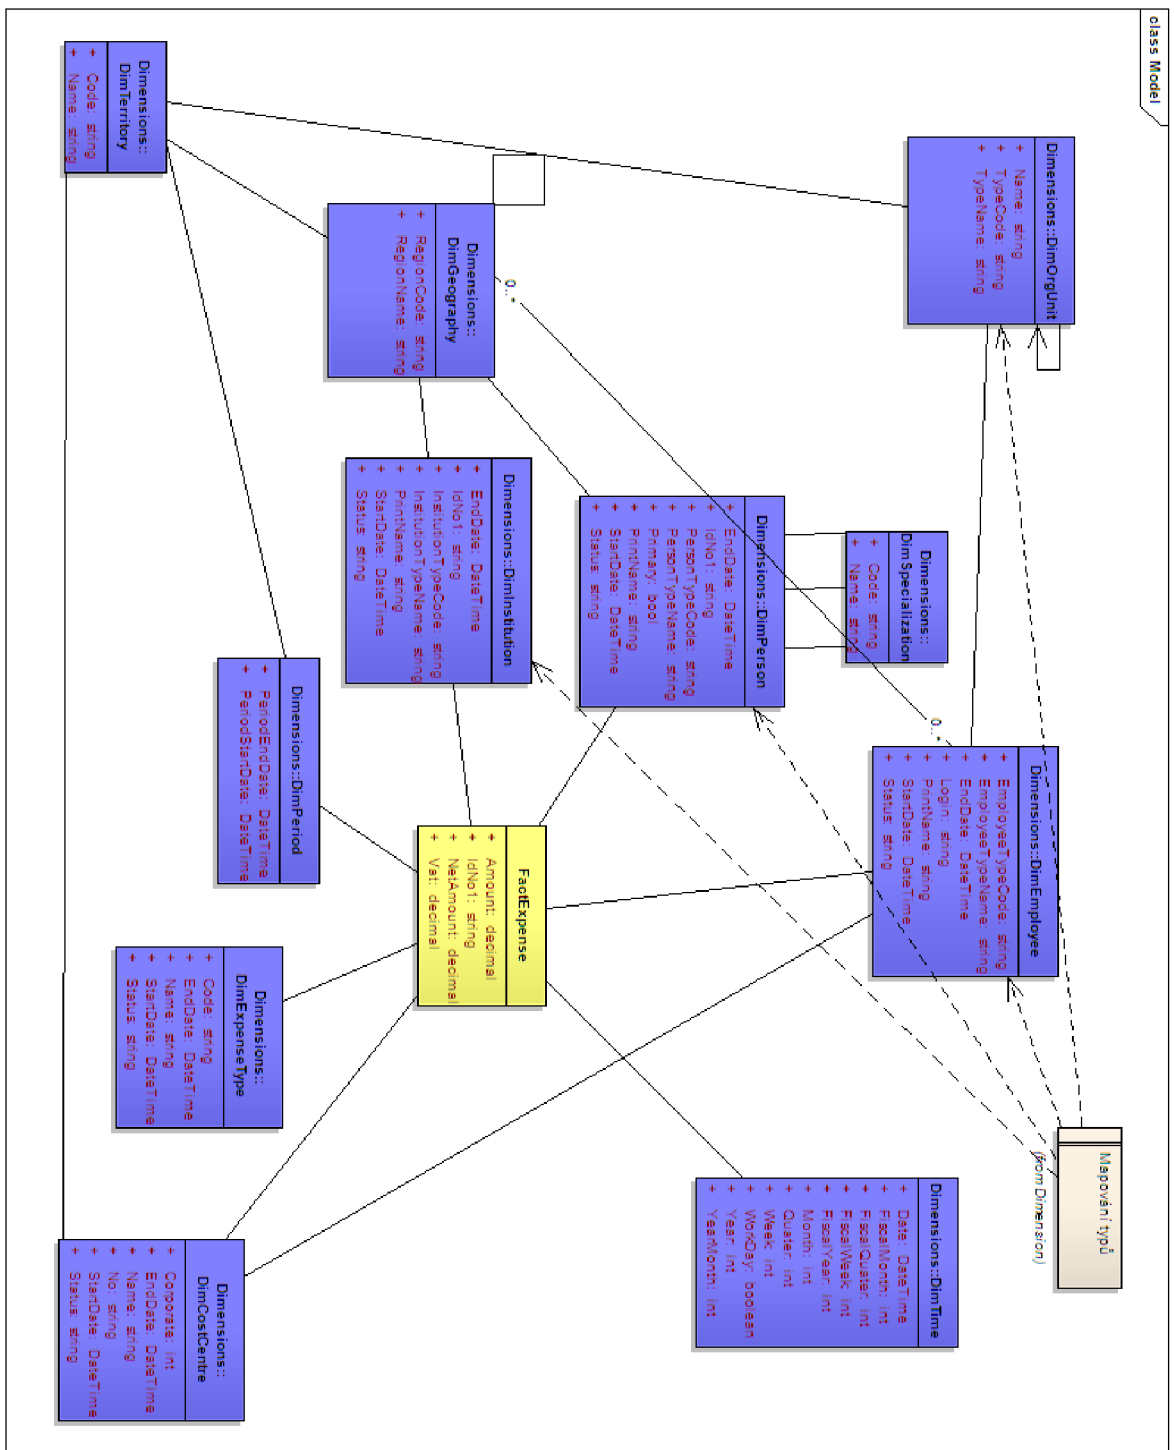 class Model
Dimensions::DimOrgUnit
+ Name: string
+ TypeCode: string
+ TypeName: string
Dimensions::
DimTerritory
+ Code: string
+ Name: string
Dimensions::
DimGeography
+ RegionCode: string
+ RegionName: string
0..*
Dimensions::
DimSpecialization
+ Code: string
+ Name: string
Dimensions::DimPerson
+ EndDate: DateTime
+ IdNo1: string
+ PersonTypeCode: string
+ PersonTypeName: string
+ Primary: bool
+ PrintName: string
+ StartDate: DateTime
+ Status: string
Dimensions::DimInstitution
+ EndDate: DateTime
+ IdNo1: string
+ InstitutionTypeCode: string
+ InstitutionTypeName: string
+ PrintName: string
+ StartDate: DateTime
+ Status: string
0..*
Dimensions::DimEmployee
+ EmployeeTypeCode: string
+ EmployeeTypeName: string
+ EndDate: DateTime
+ Login: string
+ PrintName: string
+ StartDate: DateTime
+ Status: string
Dimensions::DimPeriod
+ PeriodEndDate: DateTime
+ PeriodStartDate: DateTime
FactExpense
+ Amount: decimal
+ IdNo1: string
+ NetAmount: decimal
+ Vat: decimal
Dimensions::
DimExpenseType
+ Code: string
+ EndDate: DateTime
+ Name: string
+ StartDate: DateTime
+ Status: string
Mapování typů
(from Dimension)
Dimensions::DimTime
+ Date: DateTime
+ FiscalMonth: int
+ FiscalQuater: int
+ FiscalWeek: int
+ FiscalYear: int
+ Month: int
+ Quater: int
+ Week: int
+ WorkDay: boolean
+ Year: int
+ YearMonth: int
Dimensions::
DimCostCentre
+ Corporate: int
+ EndDate: DateTime
+ Name: string
+ No: string
+ StartDate: DateTime
+ Status: string